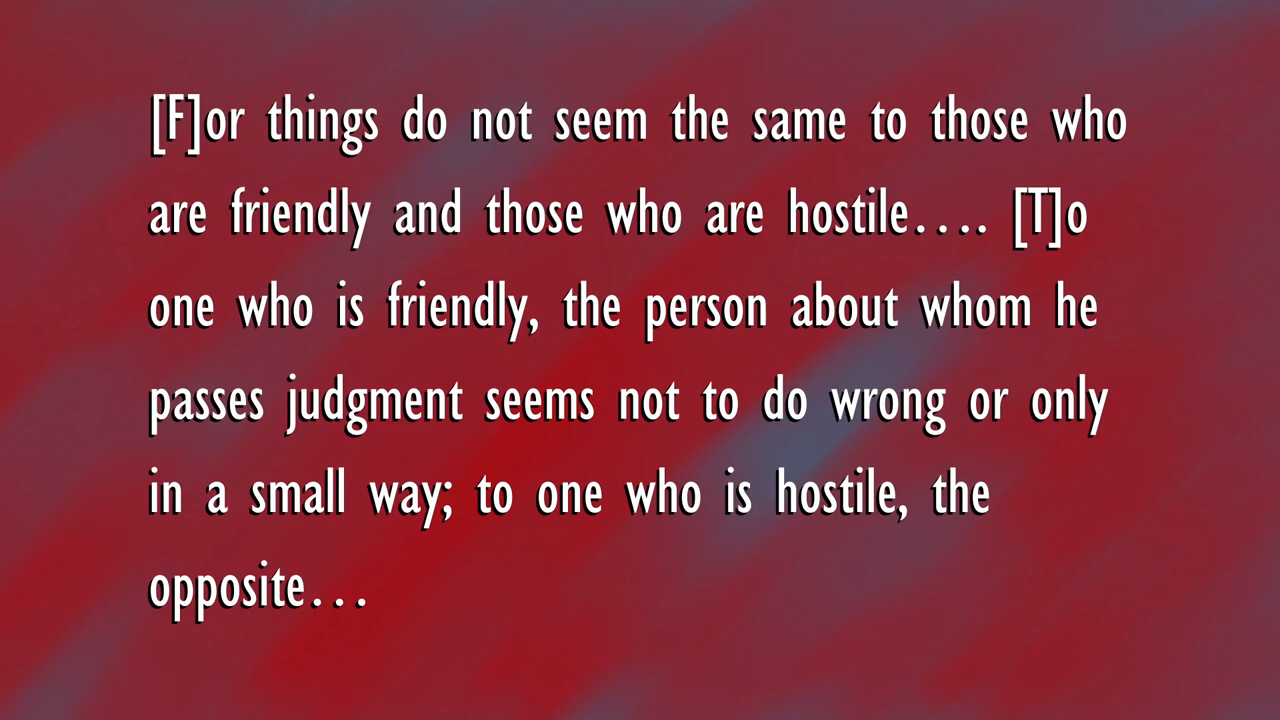 [F]or things do not seem the same to those who
are friendly and those who are hostile…. [T]o
one who is friendly, the person about whom he
passes judgment seems not to do wrong or only
in a small way; to one who is hostile, the
opposite…